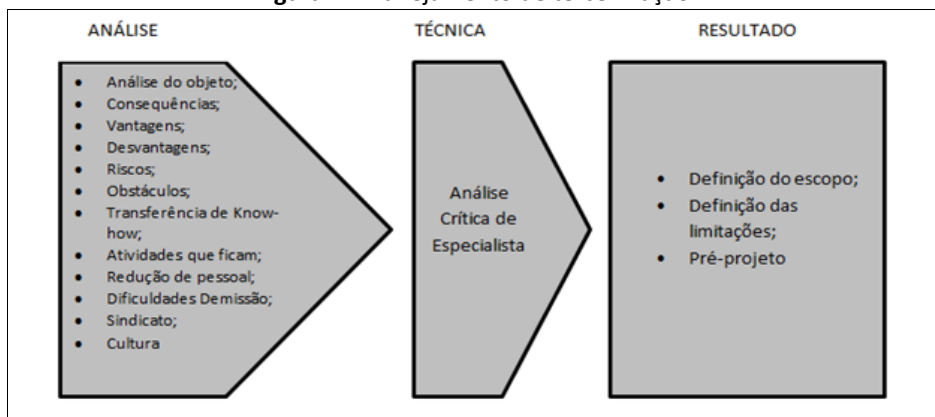 ANÁLISE
TÉCNICA
RESULTADO
• Análise do objeto;
• Consequências;
• Vantagens;
• Desvantagens;
• Riscos;
• Obstáculos;
• Transferência de Know-
how;
• Atividades que ficam;
• Redução de pessoal;
• Dificuldades Demissão;
• Sindicato;
• Cultura
Análise
Crítica de
Especialista
• Definição do escopo;
• Definição das
limitações;
• Pré-projeto